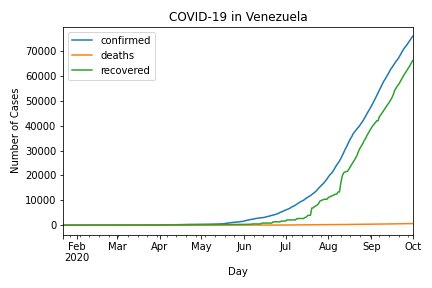 COVID-19 in Venezuela
confirmed
deaths
recovered
Number of Cases
70000
60000
50000
40000
30000
20000
10000
0
Feb
2020
Mar
Apr
May
Jun
Jul
Aug
Sep
Oct
Day